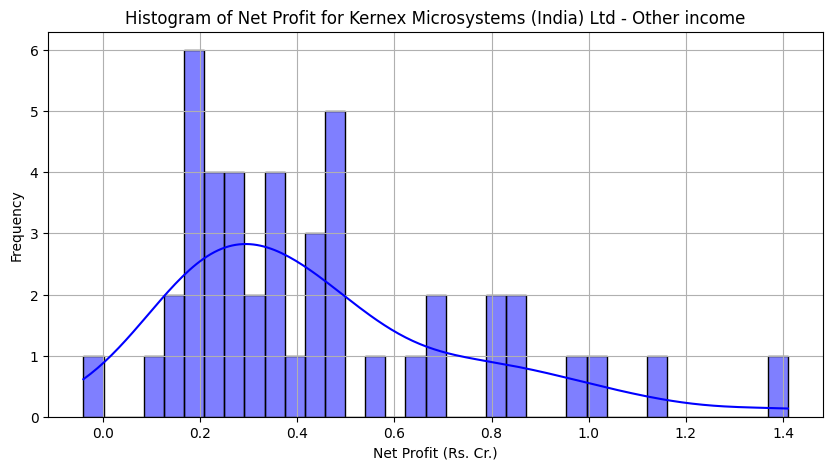 Histogram of Net Profit for Kernex Microsystems (India) Ltd - Other income
6
5
4
3
2
1
0
Frequency
0.0 0.2 0.4 0.6 0.8 1.0 1.2 1.4
Net Profit (Rs. Cr.)